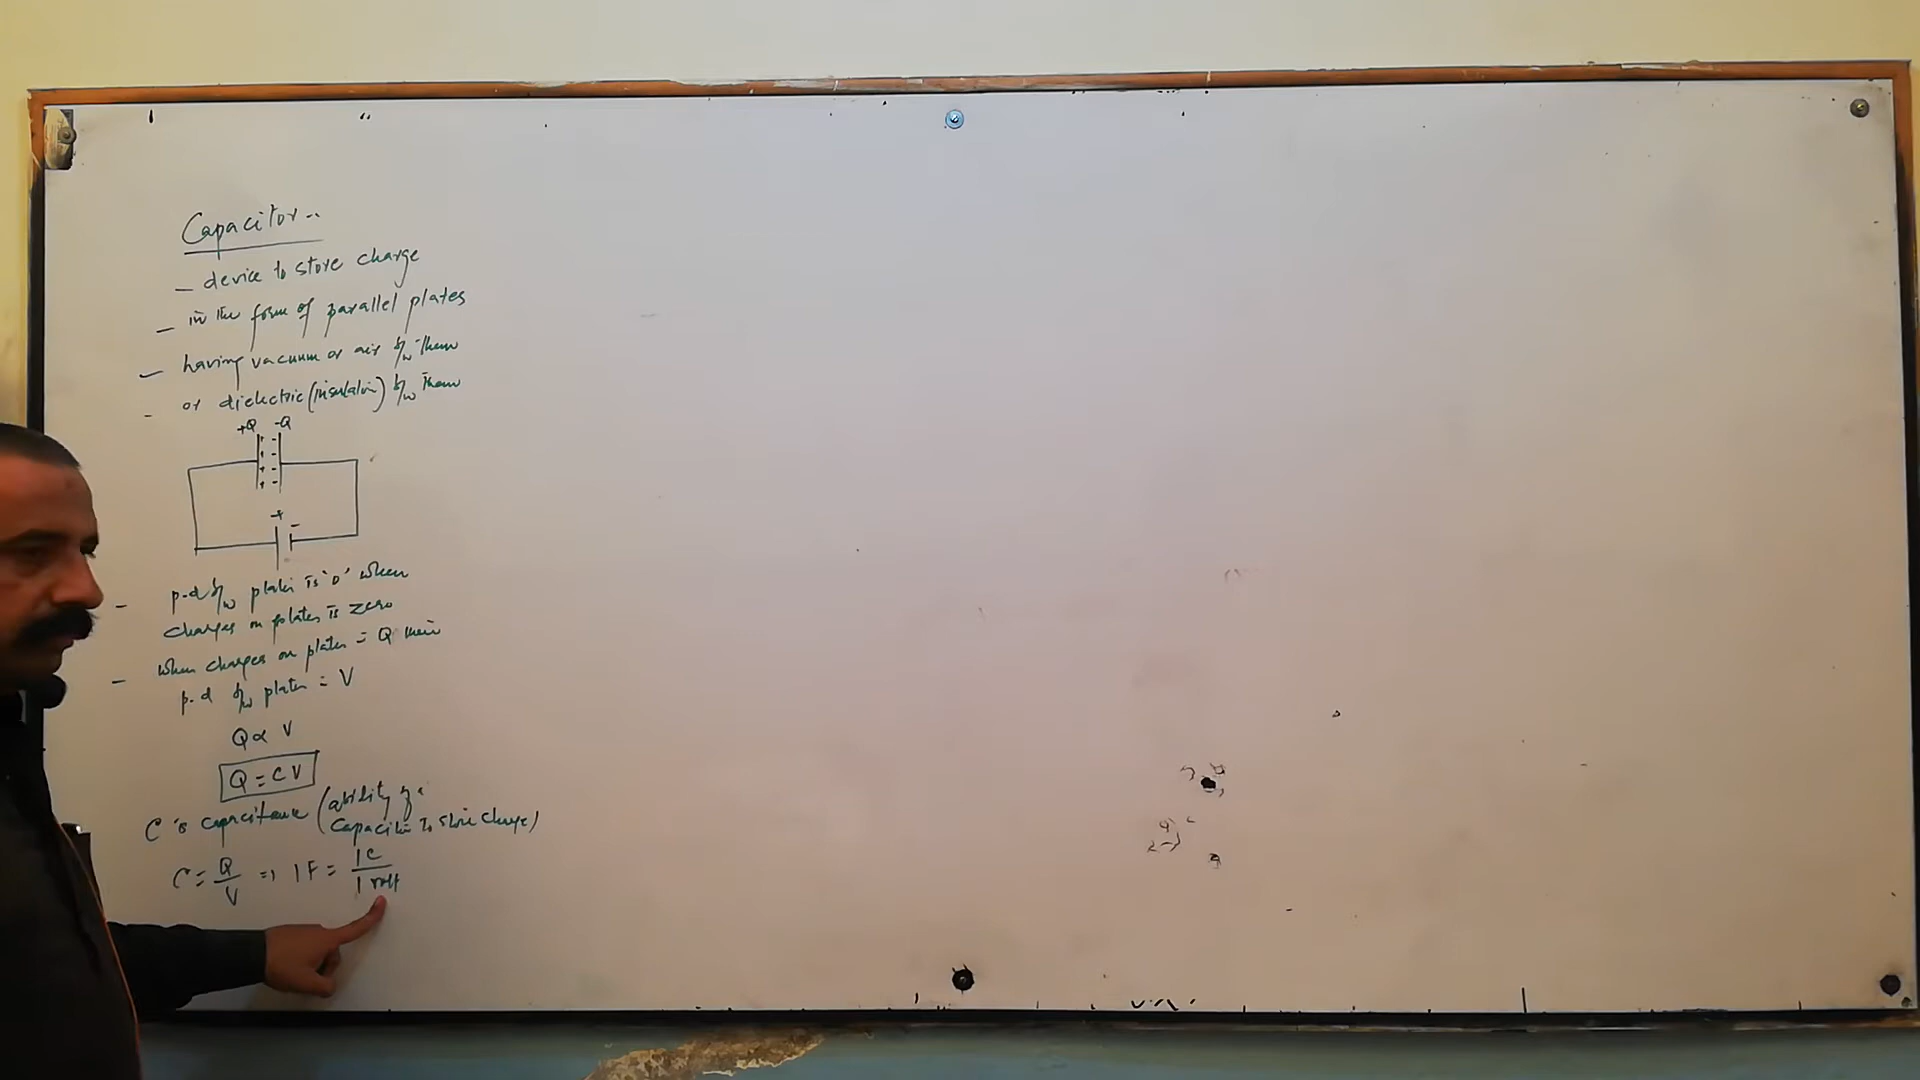 Capacitor..
— device to store charge
— in the form of parallel plates
— having vacuum or air b/w them
- or dielectric (insulator) b/w them
+Q -Q
+ -
- p.d b/w plates is '0' when
charges on plates is zero
- when charges on plates = Q then
p.d b/w plates = V
Q ∝ V
Q = CV
C is capacitance (ability of a
capacitor to store charge)
C = Q/V ⇒ 1 F = 1C/1 volt